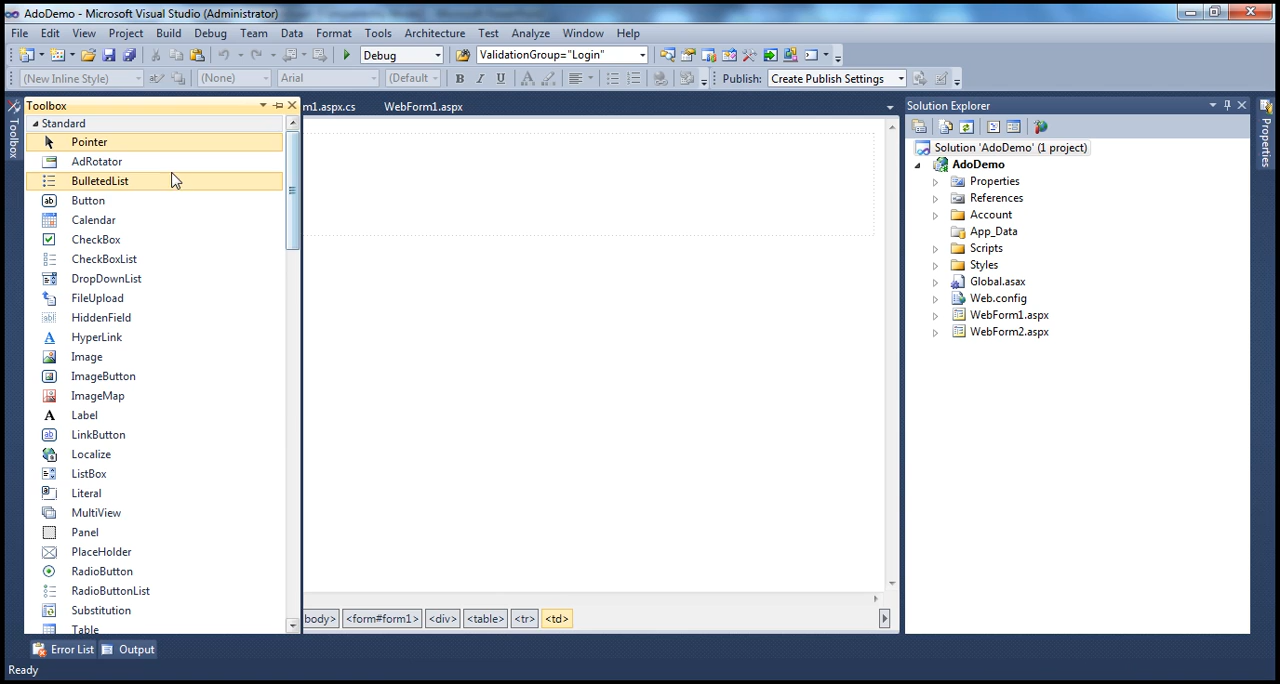 AdoDemo - Microsoft Visual Studio (Administrator)
File Edit View Project Build Debug Team Data Format Tools Architecture Test Analyze Window Help
Debug ValidationGroup="Login"
(New Inline Style) (None) Arial (Default B I U A Publish: Create Publish Settings
Toolbox
Toolbox m1.aspx.cs WebForm1.aspx
Solution Explorer
Properties
Standard
Pointer
AdRotator
BulletedList
Button
Calendar
CheckBox
CheckBoxList
DropDownList
FileUpload
HiddenField
HyperLink
Image
ImageButton
ImageMap
Label
LinkButton
Localize
ListBox
Literal
MultiView
Panel
PlaceHolder
RadioButton
RadioButtonList
Substitution
Table
Solution 'AdoDemo' (1 project)
AdoDemo
Properties
References
Account
App_Data
Scripts
Styles
Global.asax
Web.config
WebForm1.aspx
WebForm2.aspx
body> <form#form1> <div> <table> <tr> <td>
Error List Output
Ready